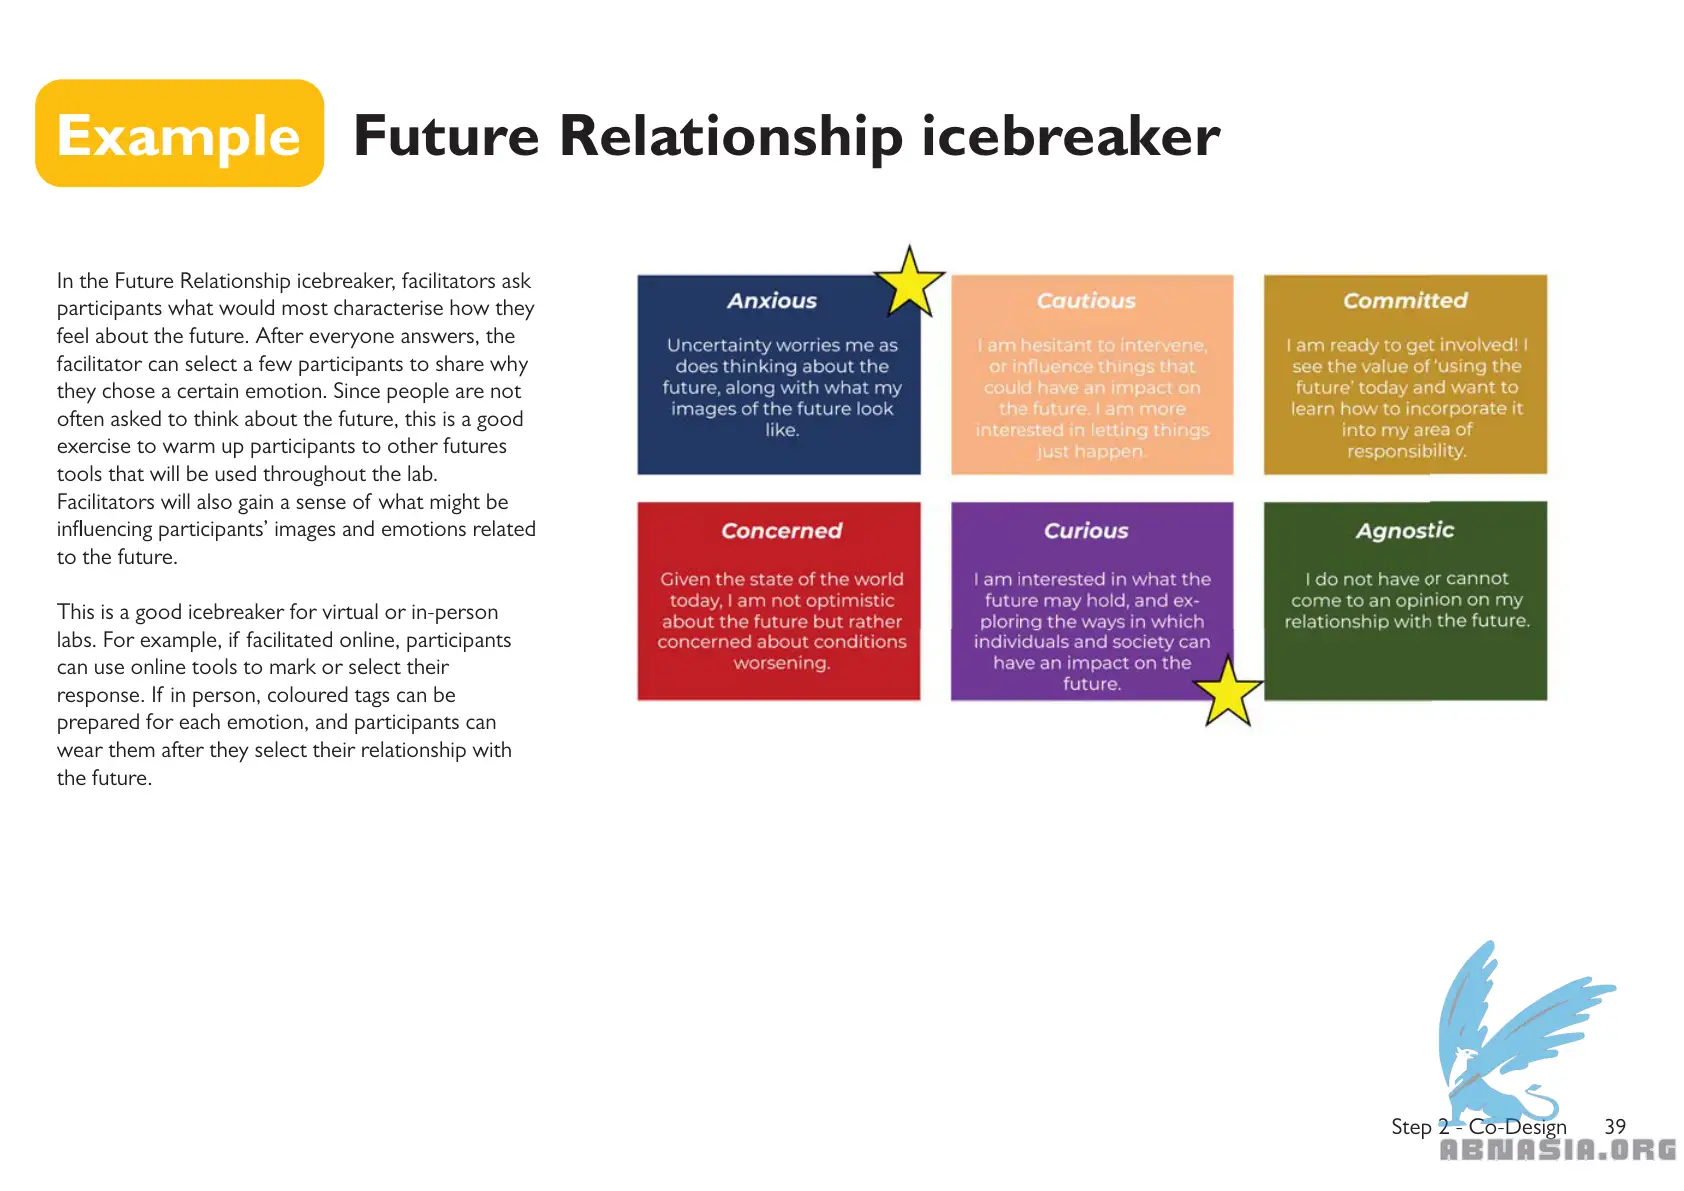 Example
Future Relationship icebreaker
In the Future Relationship icebreaker, facilitators ask
participants what would most characterise how they
feel about the future. After everyone answers, the
facilitator can select a few participants to share why
they chose a certain emotion. Since people are not
often asked to think about the future, this is a good
exercise to warm up participants to other futures
tools that will be used throughout the lab.
Facilitators will also gain a sense of what might be
influencing participants’ images and emotions related
to the future.
This is a good icebreaker for virtual or in-person
labs. For example, if facilitated online, participants
can use online tools to mark or select their
response. If in person, coloured tags can be
prepared for each emotion, and participants can
wear them after they select their relationship with
the future.
Anxious
Uncertainty worries me as
does thinking about the
future, along with what my
images of the future look
like.
Cautious
I am hesitant to intervene,
or influence things that
could have an impact on
the future. I am more
interested in letting things
just happen.
Committed
I am ready to get involved! I
see the value of ‘using the
future’ today and want to
learn how to incorporate it
into my area of
responsibility.
Concerned
Given the state of the world
today, I am not optimistic
about the future but rather
concerned about conditions
worsening.
Curious
I am interested in what the
future may hold, and ex-
ploring the ways in which
individuals and society can
have an impact on the
future.
Agnostic
I do not have or cannot
come to an opinion on my
relationship with the future.
Step 2 - Co-Design 39
ABNASIA.ORG